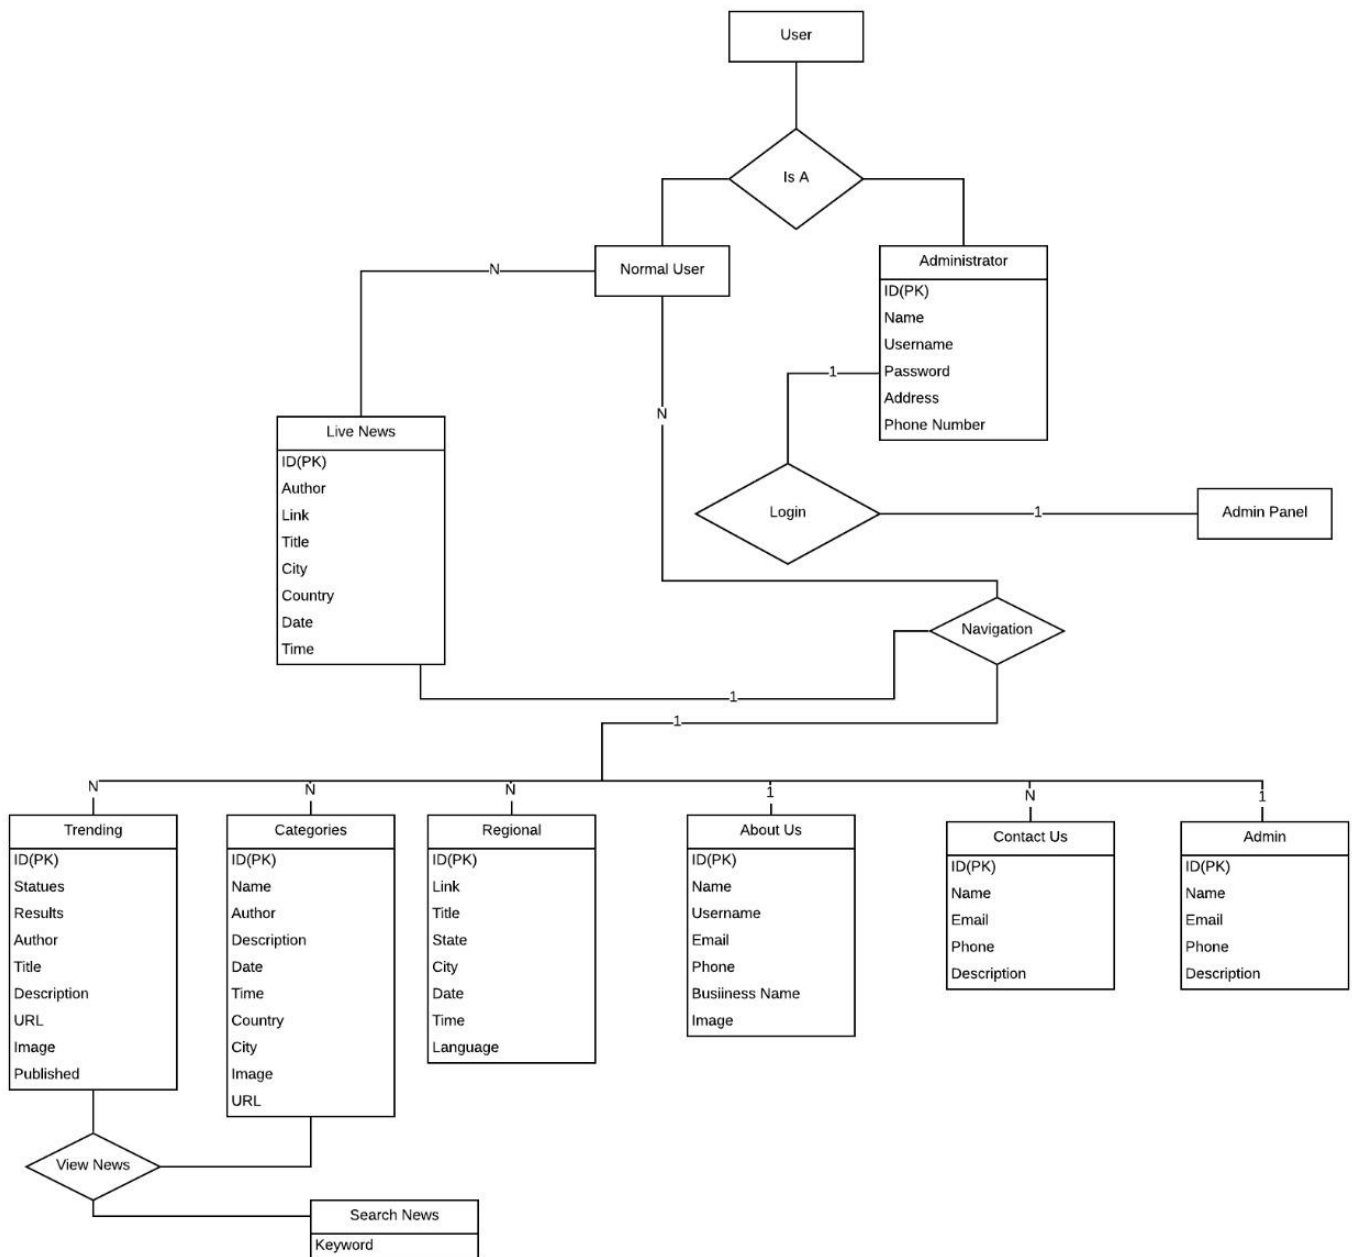 User
Is A
Normal User
Administrator
ID(PK)
Name
Username
Password
Address
Phone Number
N
1
N
Live News
ID(PK)
Author
Link
Title
City
Country
Date
Time
Login
1
Admin Panel
Navigation
1
1
N
N
N
1
N
1
Trending
ID(PK)
Statues
Results
Author
Title
Description
URL
Image
Published
Categories
ID(PK)
Name
Author
Description
Date
Time
Country
City
Image
URL
Regional
ID(PK)
Link
Title
State
City
Date
Time
Language
About Us
ID(PK)
Name
Username
Email
Phone
Busiiness Name
Image
Contact Us
ID(PK)
Name
Email
Phone
Description
Admin
ID(PK)
Name
Email
Phone
Description
View News
Search News
Keyword